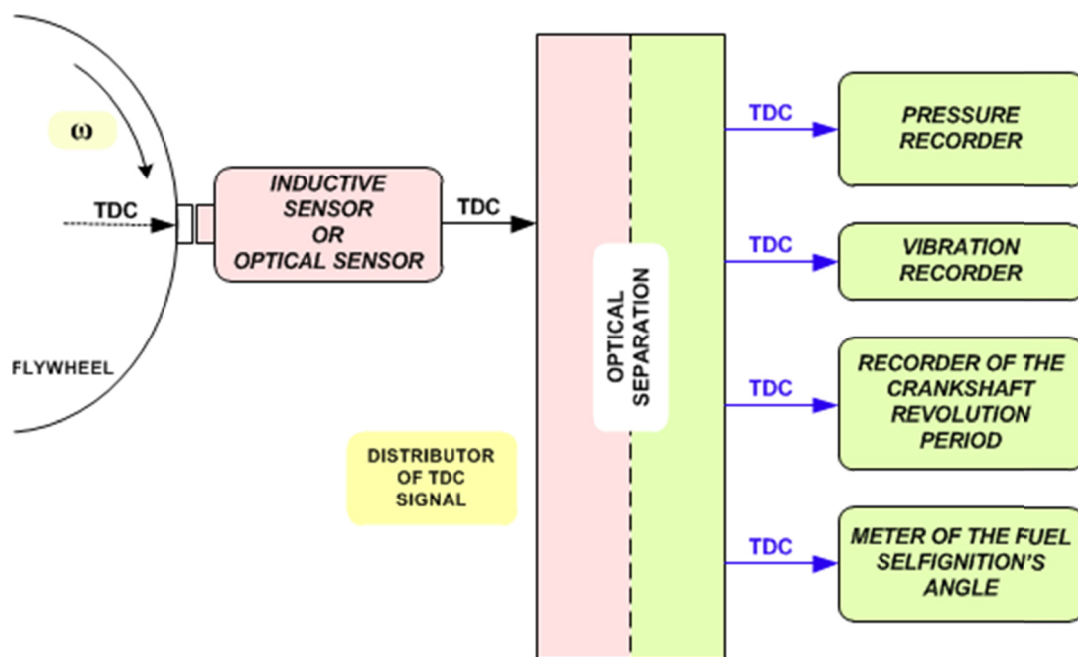 ω
TDC
FLYWHEEL
INDUCTIVE
SENSOR
OR
OPTICAL SENSOR
TDC
DISTRIBUTOR
OF TDC
SIGNAL
OPTICAL
SEPARATION
TDC
PRESSURE
RECORDER
TDC
VIBRATION
RECORDER
TDC
RECORDER OF THE
CRANKSHAFT
REVOLUTION
PERIOD
TDC
METER OF THE FUEL
SELFIGNITION'S
ANGLE